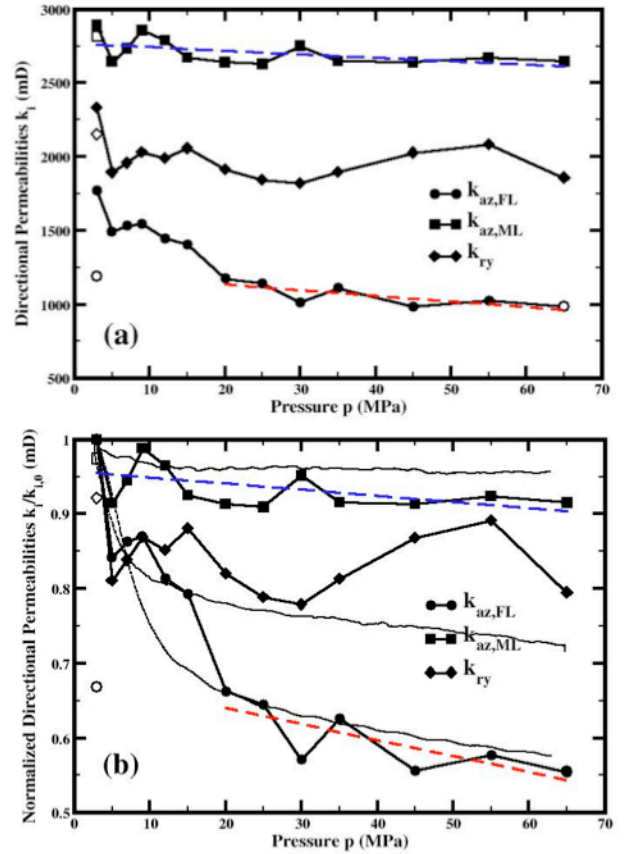 (a)
3000
2500
2000
1500
1000
500
Directional Permeabilities k_i (mD)
k_az,FL
k_az,ML
k_ry
(a)
0 10 20 30 40 50 60 70
Pressure p (MPa)
(b)
1
0.9
0.8
0.7
0.6
0.5
Normalized Directional Permeabilities k_i/k_i,0 (mD)
k_az,FL
k_az,ML
k_ry
(b)
0 10 20 30 40 50 60 70
Pressure p (MPa)